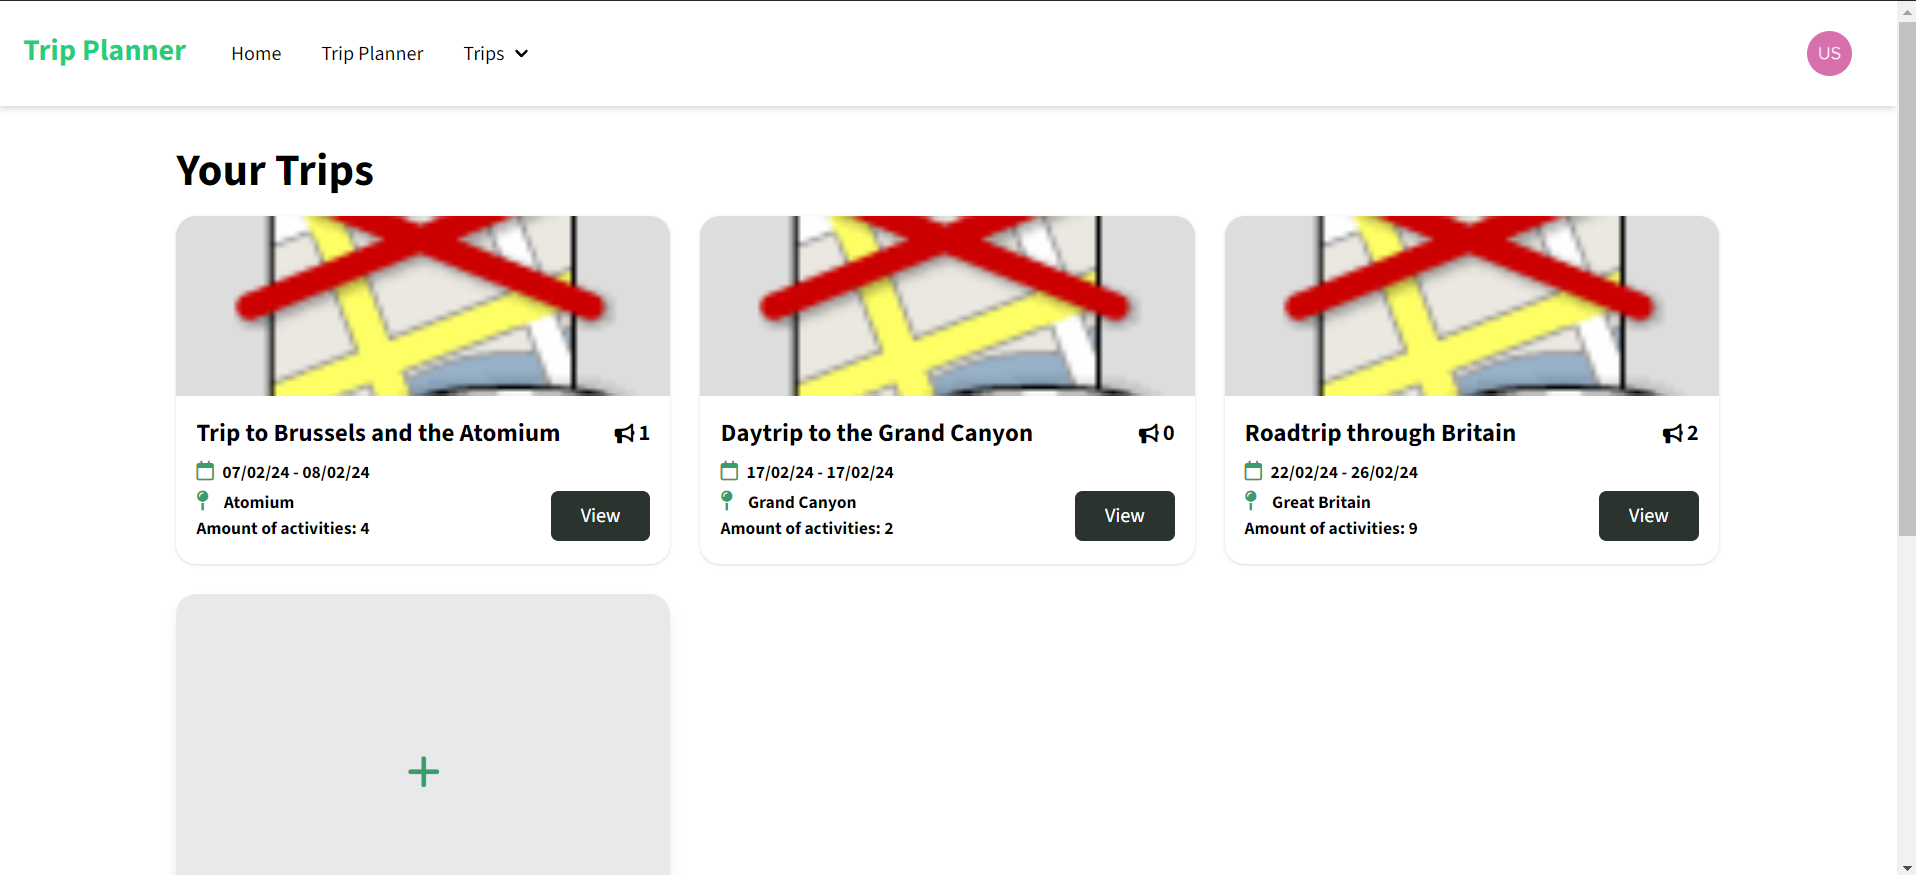 Trip Planner
Home
Trip Planner
Trips
US
Your Trips
Trip to Brussels and the Atomium
1
07/02/24 - 08/02/24
Atomium
Amount of activities: 4
View
Daytrip to the Grand Canyon
0
17/02/24 - 17/02/24
Grand Canyon
Amount of activities: 2
View
Roadtrip through Britain
2
22/02/24 - 26/02/24
Great Britain
Amount of activities: 9
View